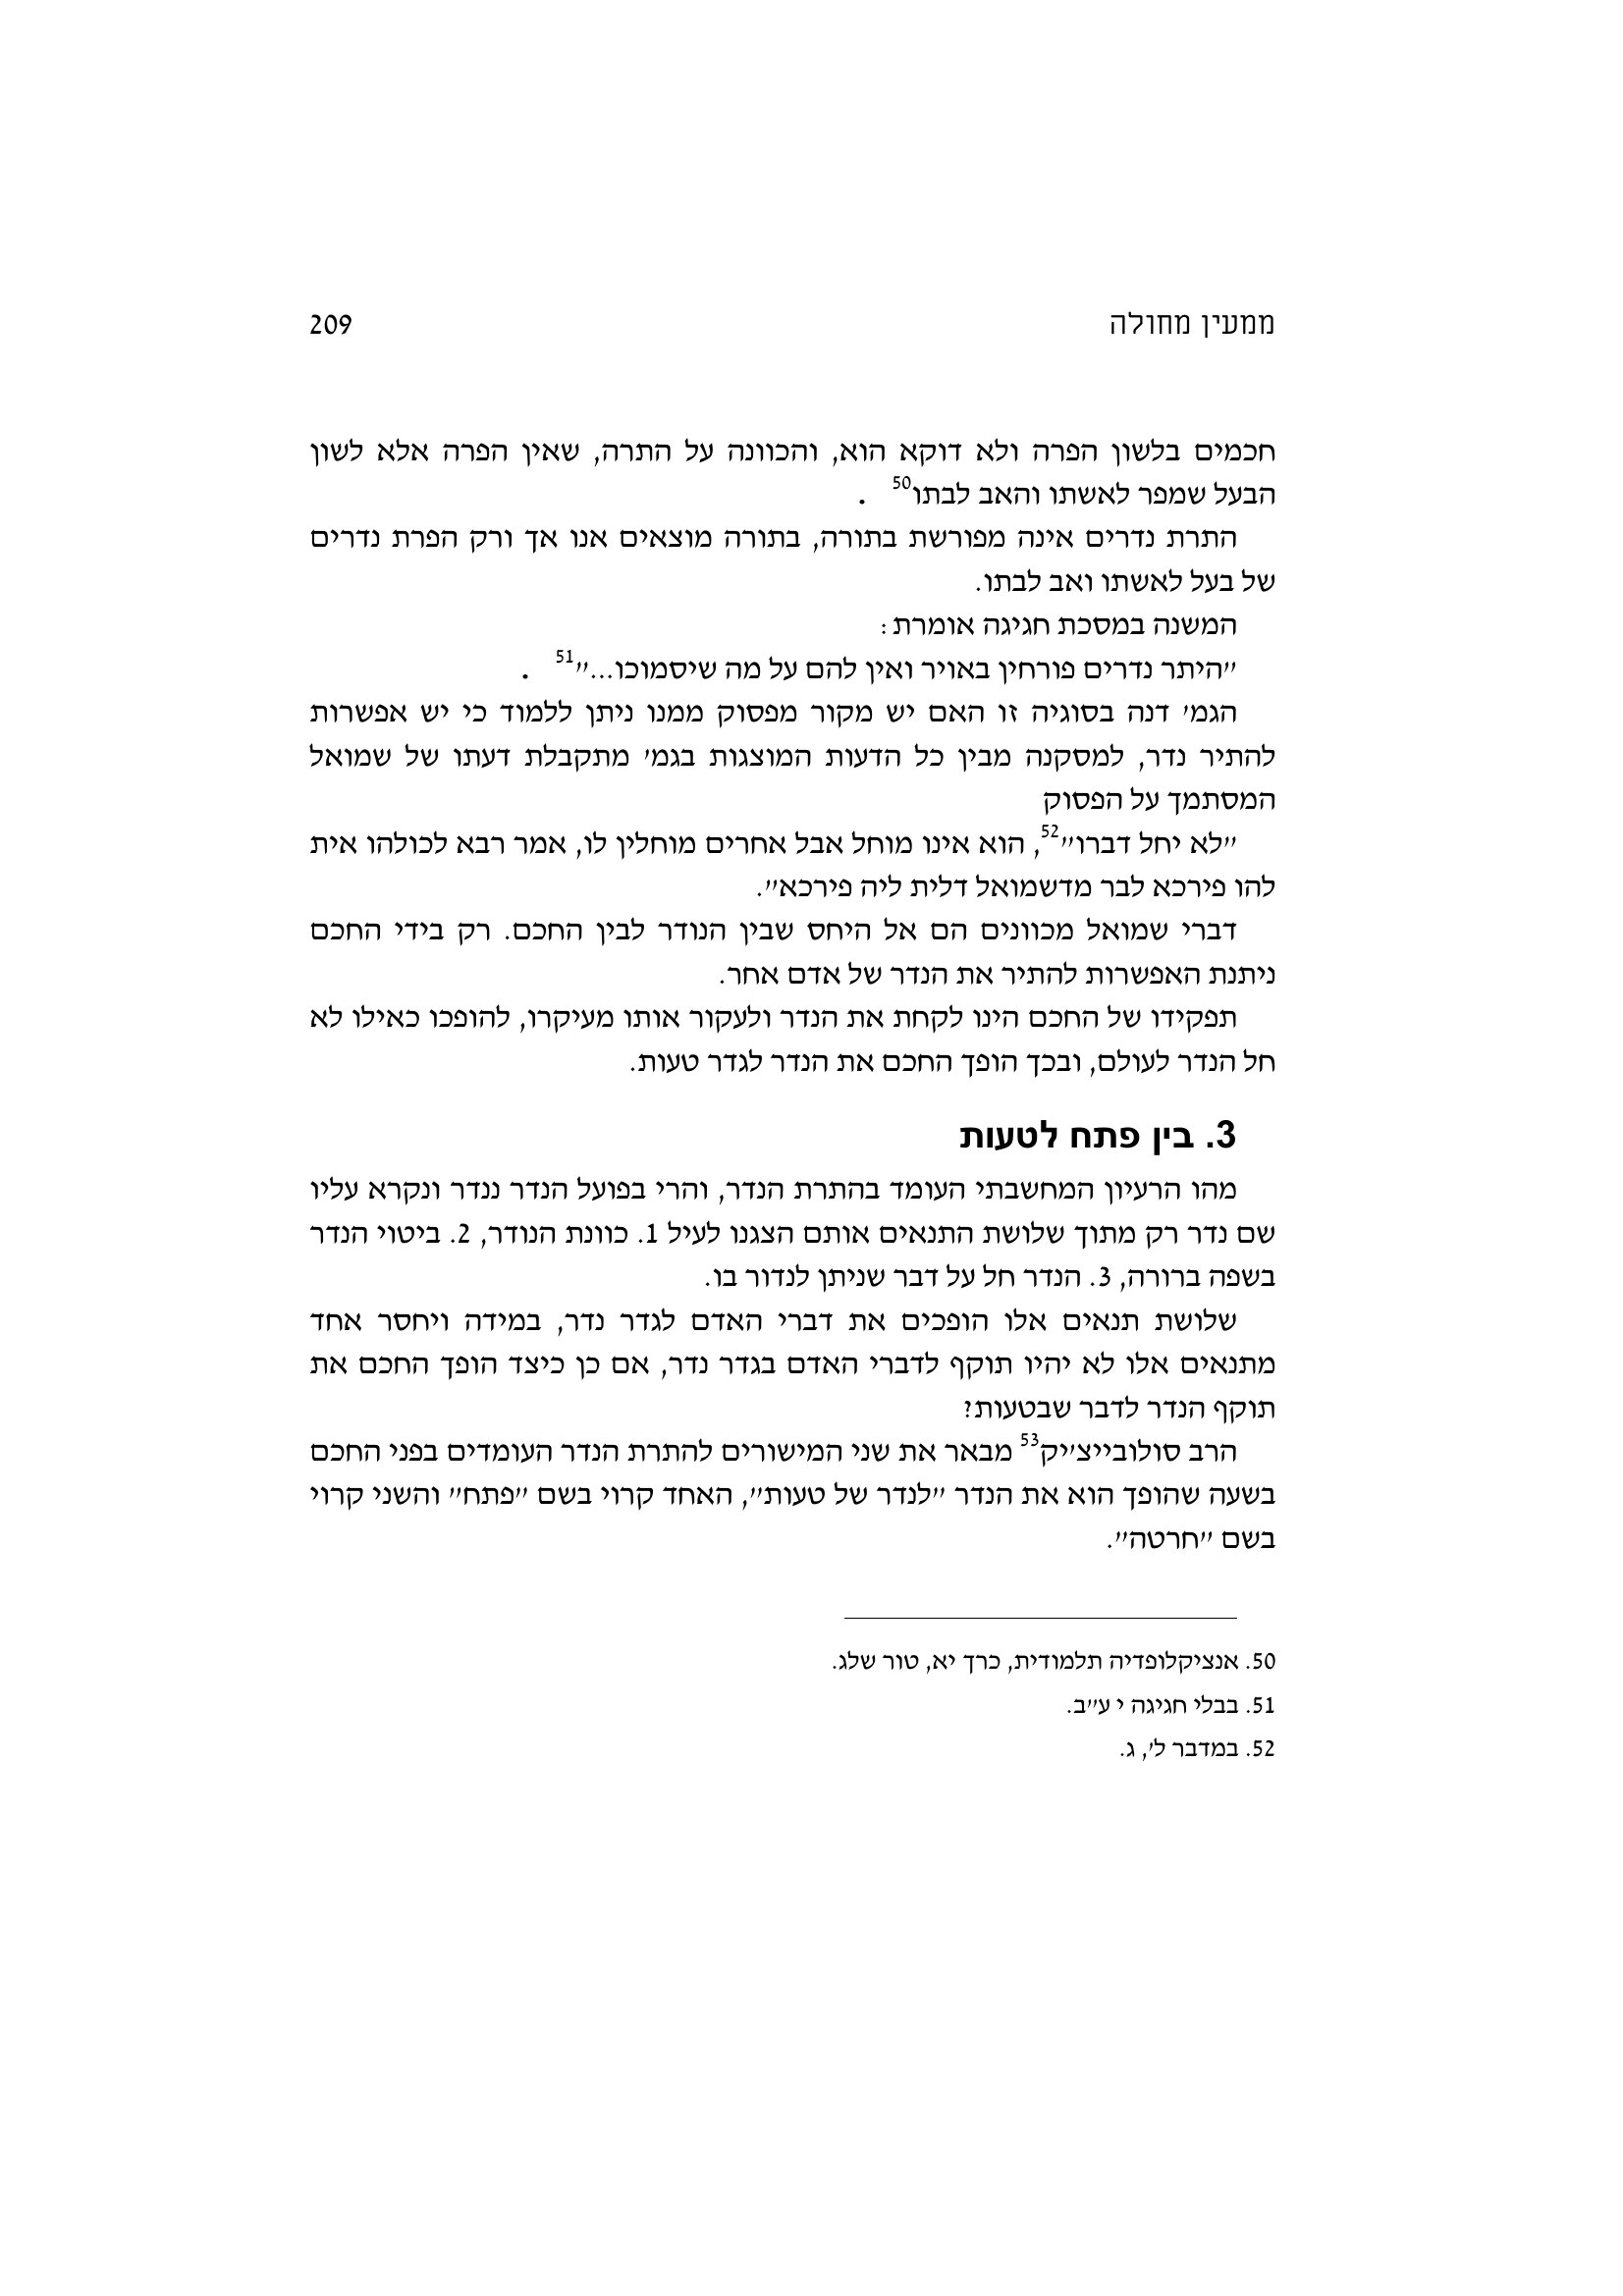 ממעין מחולה 209
חכמים בלשון הפרה ולא דוקא הוא, והכוונה על התרה, שאין הפרה אלא לשון
הבעל שמפר לאשתו והאב לבתו50 .
התרת נדרים אינה מפורשת בתורה, בתורה מוצאים אנו אך ורק הפרת נדרים
של בעל לאשתו ואב לבתו.
המשנה במסכת חגיגה אומרת:
"היתר נדרים פורחין באויר ואין להם על מה שיסמוכו..."51 .
הגמ' דנה בסוגיה זו האם יש מקור מפסוק ממנו ניתן ללמוד כי יש אפשרות
להתיר נדר, למסקנה מבין כל הדעות המוצגות בגמ' מתקבלת דעתו של שמואל
המסתמך על הפסוק
"לא יחל דברו"52, הוא אינו מוחל אבל אחרים מוחלין לו, אמר רבא לכולהו אית
להו פירכא לבר מדשמואל דלית ליה פירכא".
דברי שמואל מכוונים הם אל היחס שבין הנודר לבין החכם. רק בידי החכם
ניתנת האפשרות להתיר את הנדר של אדם אחר.
תפקידו של החכם הינו לקחת את הנדר ולעקור אותו מעיקרו, להופכו כאילו לא
חל הנדר לעולם, ובכך הופך החכם את הנדר לגדר טעות.
3. בין פתח לטעות
מהו הרעיון המחשבתי העומד בהתרת הנדר, והרי בפועל הנדר ננדר ונקרא עליו
שם נדר רק מתוך שלושת התנאים אותם הצגנו לעיל 1. כוונת הנודר, 2. ביטוי הנדר
בשפה ברורה, 3. הנדר חל על דבר שניתן לנדור בו.
שלושת תנאים אלו הופכים את דברי האדם לגדר נדר, במידה ויחסר אחד
מתנאים אלו לא יהיו תוקף לדברי האדם בגדר נדר, אם כן כיצד הופך החכם את
תוקף הנדר לדבר שבטעות?
הרב סולובייצ'יק53 מבאר את שני המישורים להתרת הנדר העומדים בפני החכם
בשעה שהופך הוא את הנדר "לנדר של טעות", האחד קרוי בשם "פתח" והשני קרוי
בשם "חרטה".
50. אנציקלופדיה תלמודית, כרך יא, טור שלג.
51. בבלי חגיגה י ע"ב.
52. במדבר ל', ג.